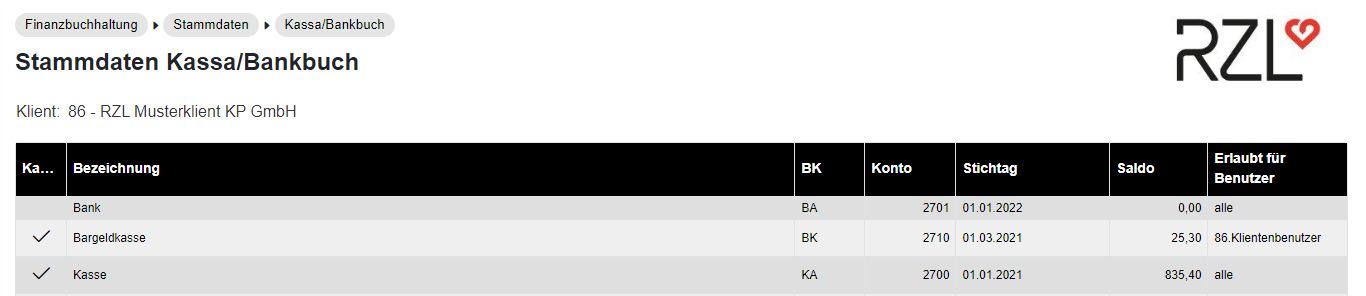 Finanzbuchhaltung Stammdaten Kassa/Bankbuch
RZL
Stammdaten Kassa/Bankbuch
Klient: 86 - RZL Musterklient KP GmbH
Ka... Bezeichnung BK Konto Stichtag Saldo Erlaubt für
Benutzer
Bank BA 2701 01.01.2022 0,00 alle
Bargeldkasse BK 2710 01.03.2021 25,30 86.Klientenbenutzer
Kasse KA 2700 01.01.2021 835,40 alle